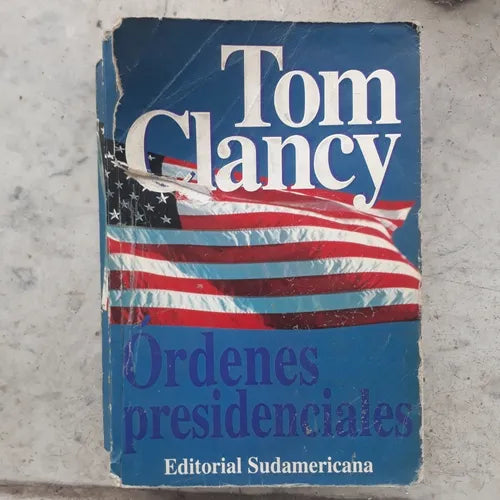 Tom
Clancy
Órdenes
presidenciales
Editorial Sudamericana